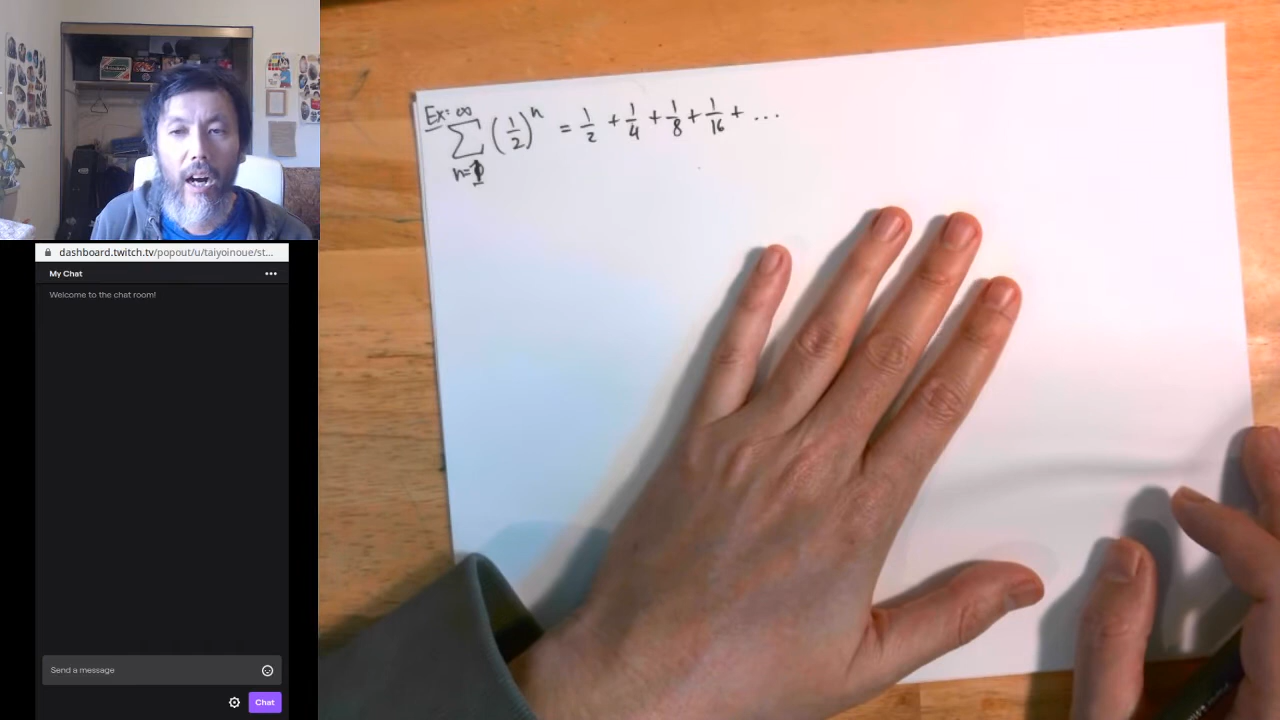 dashboard.twitch.tv/popout/u/taiyoinoue/st...
My Chat
Welcome to the chat room!
Send a message
Chat
Ex: ∞
∑ (1/2)^n = 1/2 + 1/4 + 1/8 + 1/16 + ...
n=1